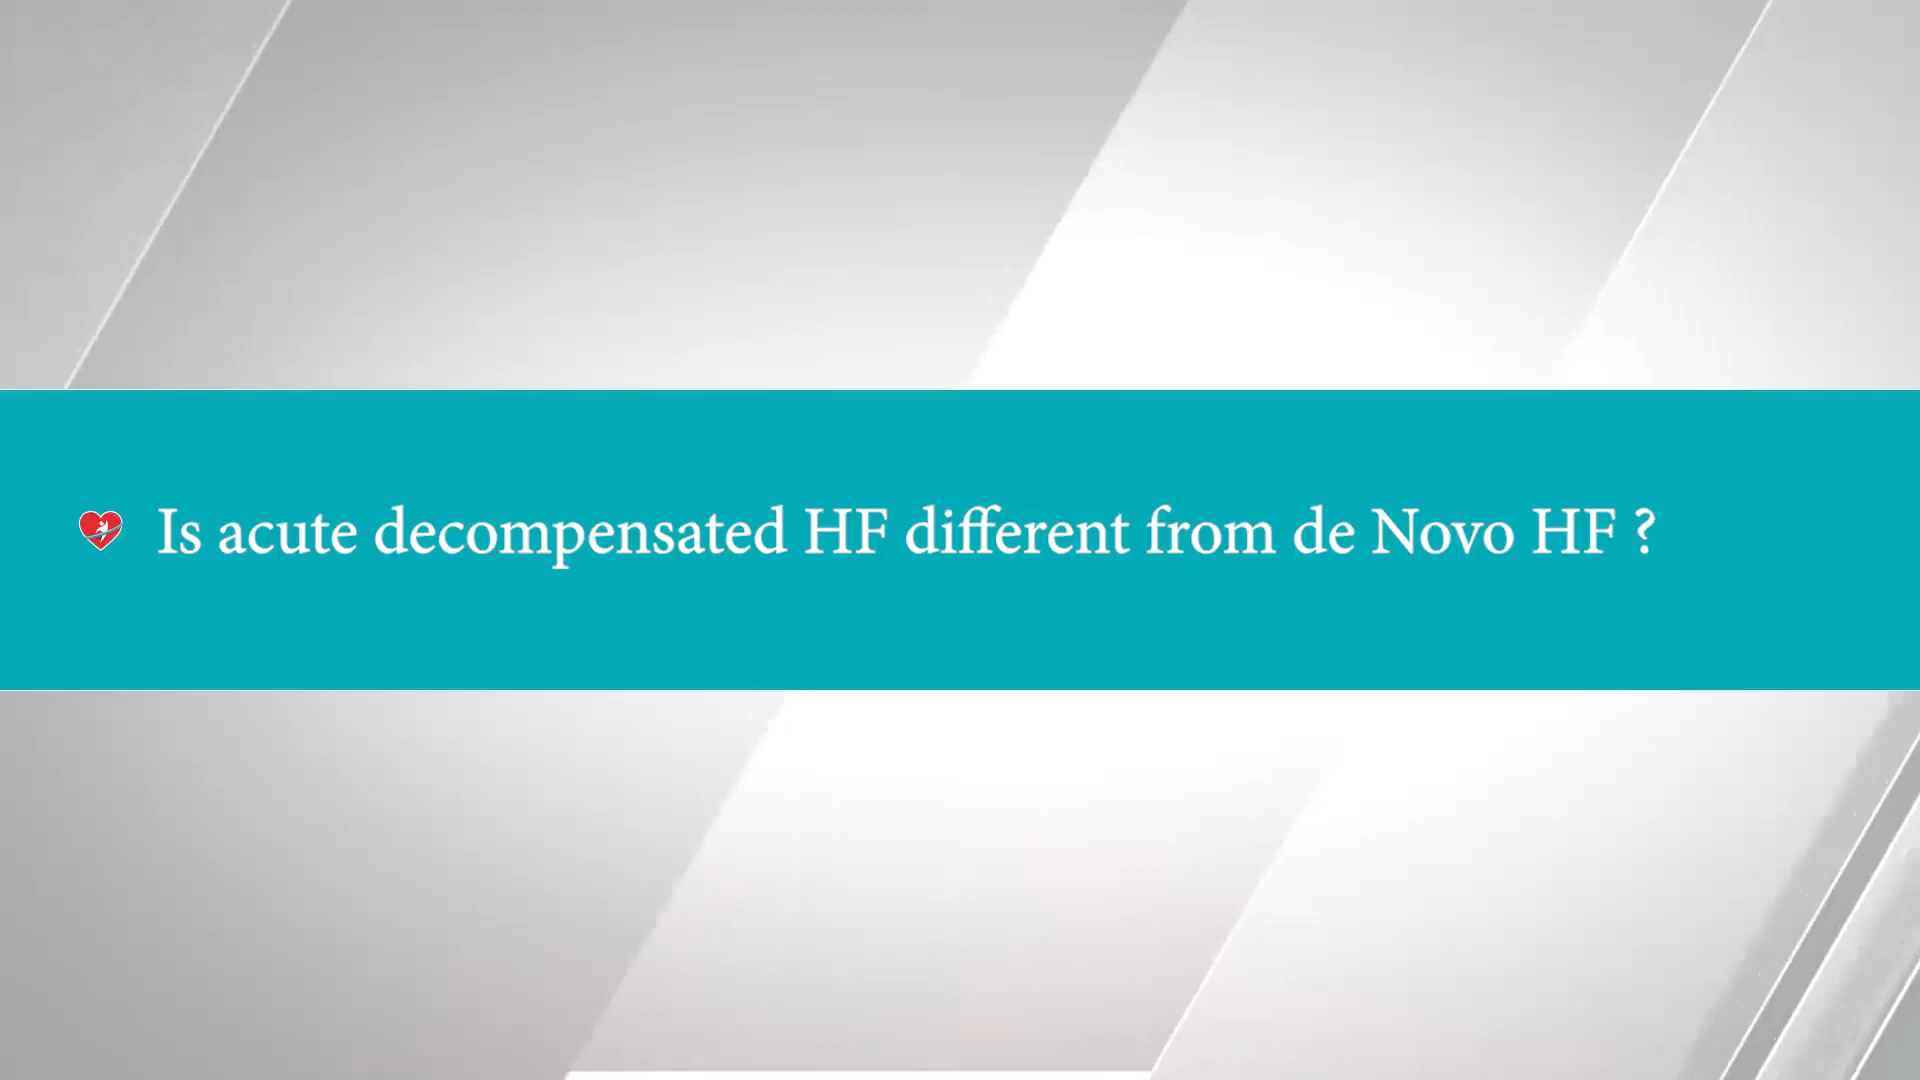 Is acute decompensated HF different from de Novo HF ?